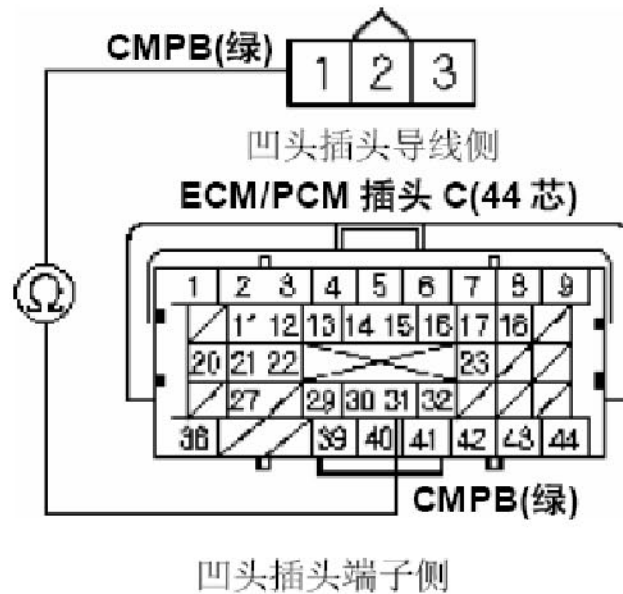 CMPB(绿)
1 2 3
凹头插头导线侧
ECM/PCM 插头 C(44 芯)
Ω
1 2 3 4 5 6 7 8 9
11 12 13 14 15 16 17 18
20 21 22 23
27 29 30 31 32
36 39 40 41 42 43 44
CMPB(绿)
凹头插头端子侧